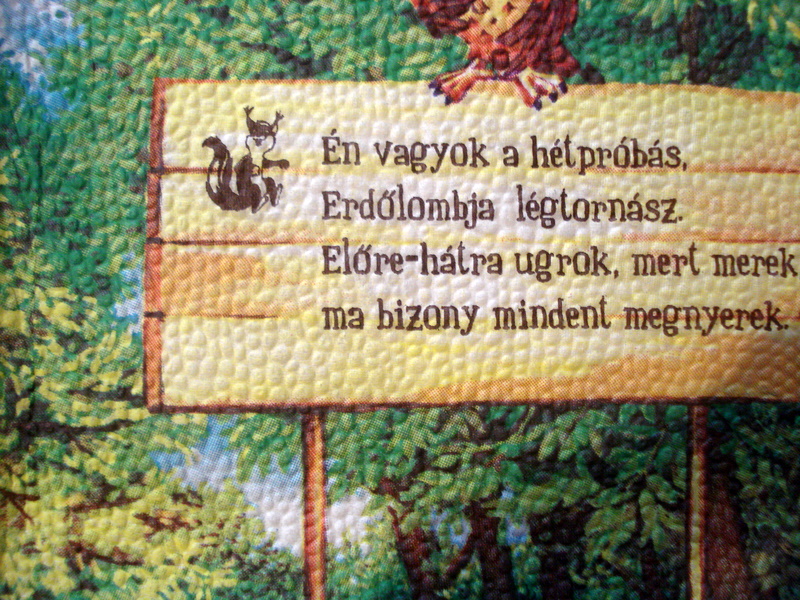 Én vagyok a hétpróbás,
Erdőlombja légtornász.
Előre-hátra ugrok, mert merek
ma bizony mindent megnyerek.